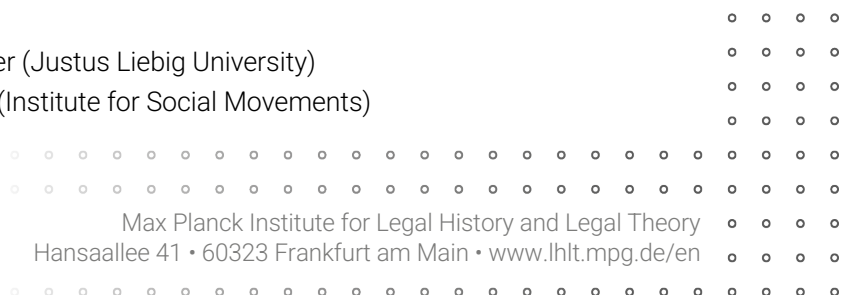 er (Justus Liebig University)
(Institute for Social Movements)
Max Planck Institute for Legal History and Legal Theory
Hansaallee 41 • 60323 Frankfurt am Main • www.lhlt.mpg.de/en